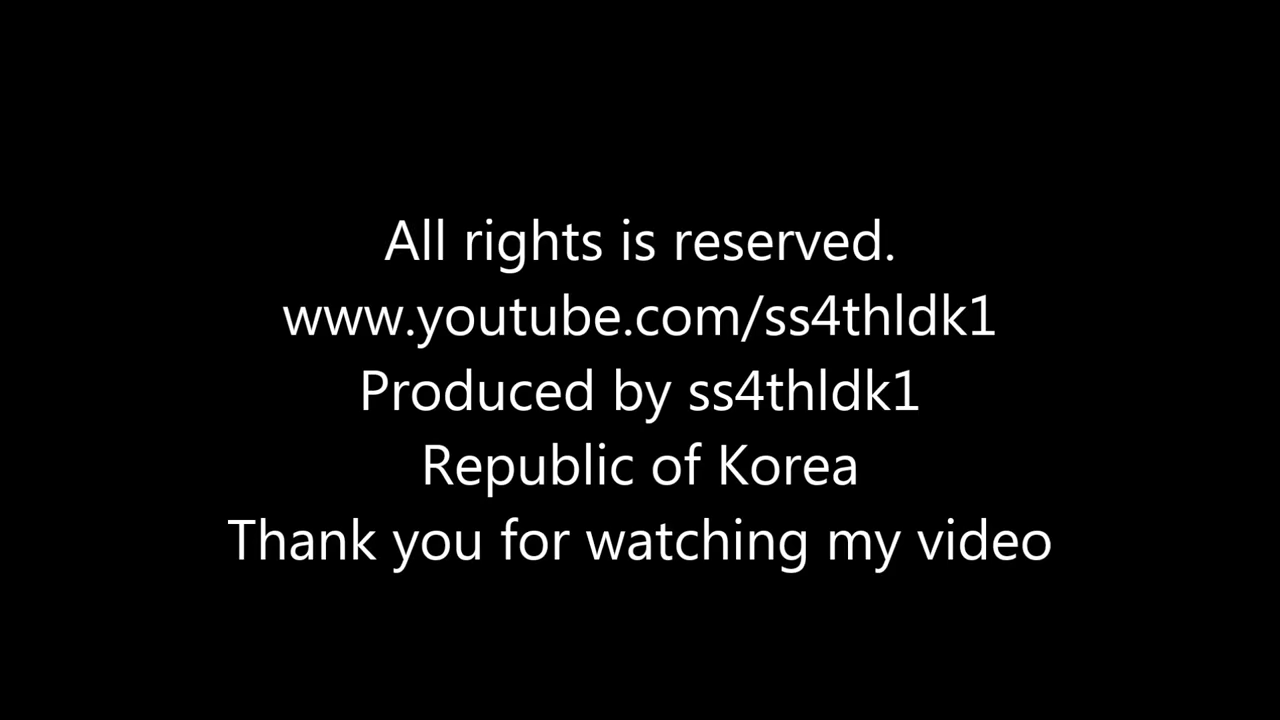 All rights is reserved.
www.youtube.com/ss4thldk1
Produced by ss4thldk1
Republic of Korea
Thank you for watching my video